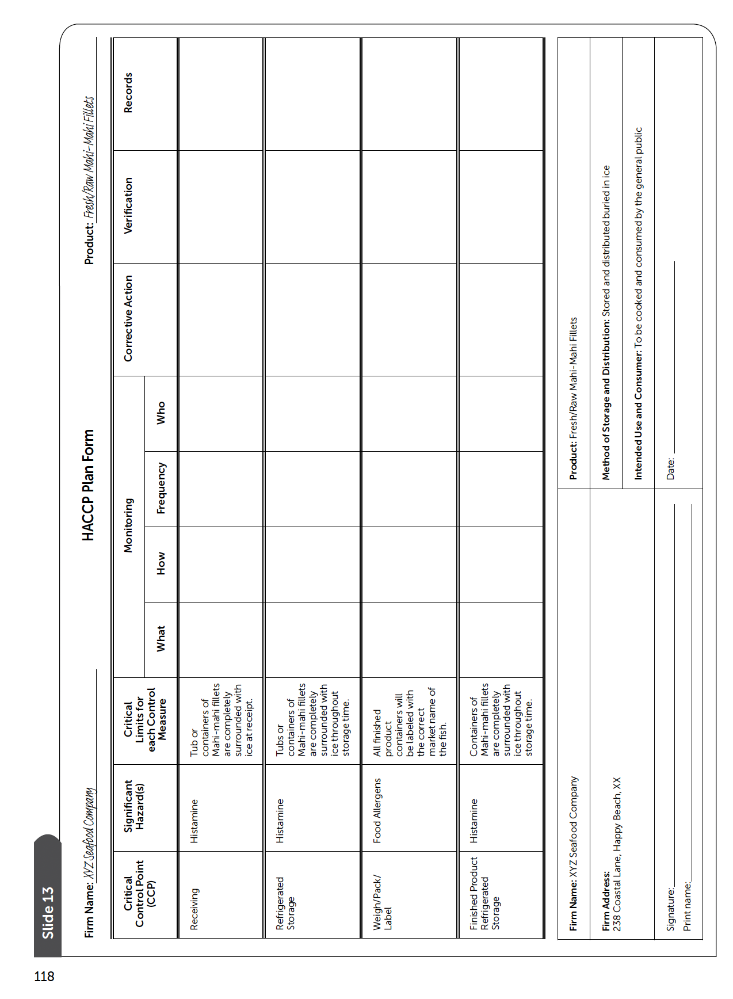 Slide 13
HACCP Plan Form
Firm Name: XYZ Seafood Company
Product: Fresh/Raw Mahi-Mahi Fillets
Critical
Control Point
(CCP)
Significant
Hazard(s)
Critical
Limits for
each Control
Measure
Monitoring
What
How
Frequency
Who
Corrective Action
Verification
Records
Receiving
Histamine
Tub or
containers of
Mahi-mahi fillets
are completely
surrounded with
ice at receipt.
Refrigerated
Storage
Histamine
Tubs or
containers of
Mahi-mahi fillets
are completely
surrounded with
ice throughout
storage time.
Weigh/Pack/
Label
Food Allergens
All finished
product
containers will
be labeled with
the correct
market name of
the fish.
Finished Product
Refrigerated
Storage
Histamine
Containers of
Mahi-mahi fillets
are completely
surrounded with
ice throughout
storage time.
Firm Name: XYZ Seafood Company
Product: Fresh/Raw Mahi-Mahi Fillets
Firm Address:
238 Coastal Lane, Happy Beach, XX
Method of Storage and Distribution: Stored and distributed buried in ice
Intended Use and Consumer: To be cooked and consumed by the general public
Signature:
Print name:
Date:
118